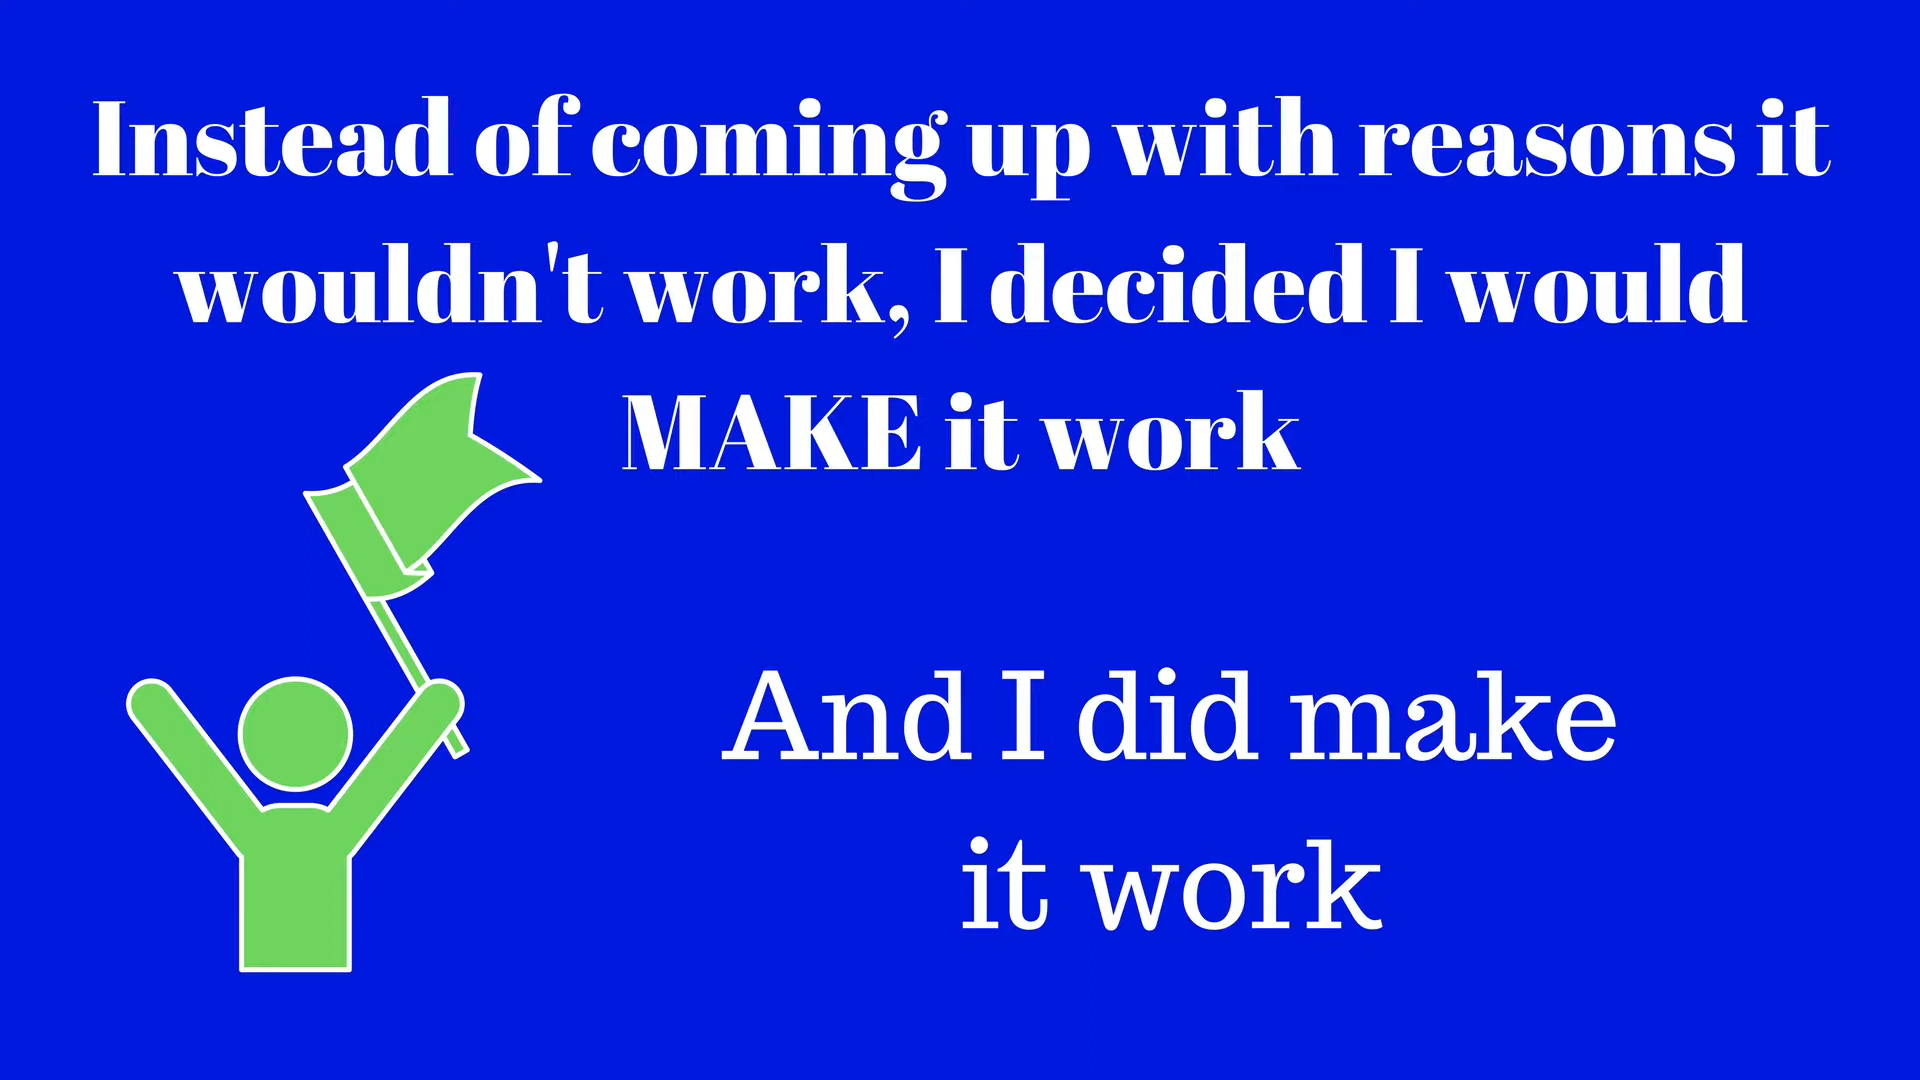 Instead of coming up with reasons it
wouldn't work, I decided I would
MAKE it work
And I did make
it work